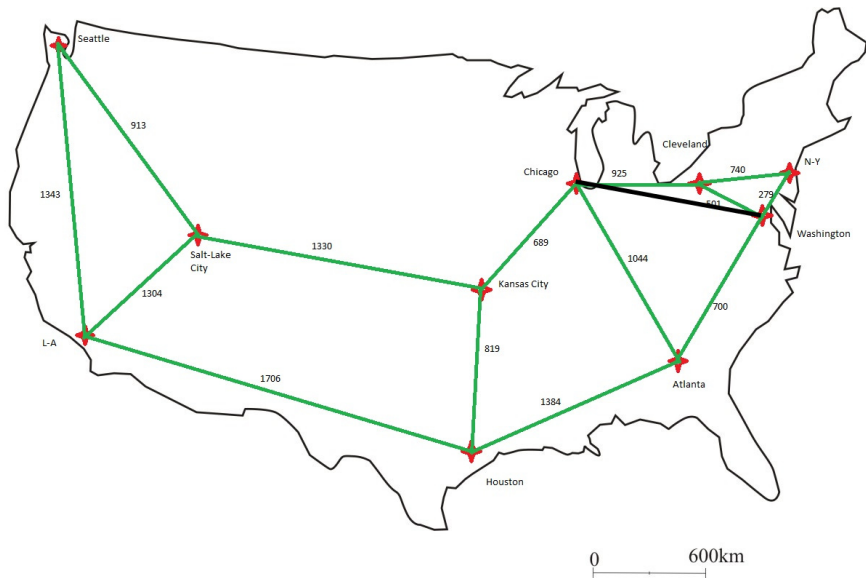 Seattle
913
1343
Salt-Lake
City
1304
L-A
1330
1706
Kansas City
689
819
Houston
1384
Chicago
925
Cleveland
740
N-Y
279
501
Washington
1044
700
Atlanta
0
600km